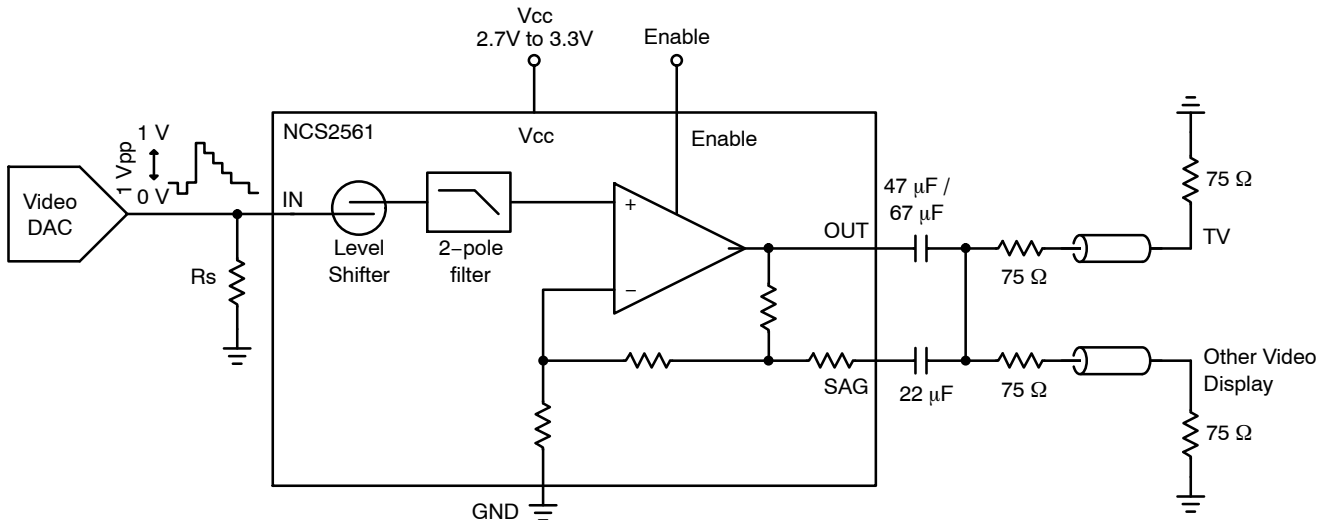 Vcc
2.7V to 3.3V
Enable
NCS2561
Vcc
Enable
1 Vpp
1 V
0 V
Video
DAC
IN
Level
Shifter
2−pole
filter
Rs
+
−
OUT
SAG
GND
47 μF /
67 μF
22 μF
75 Ω
75 Ω
TV
75 Ω
Other Video
Display
75 Ω